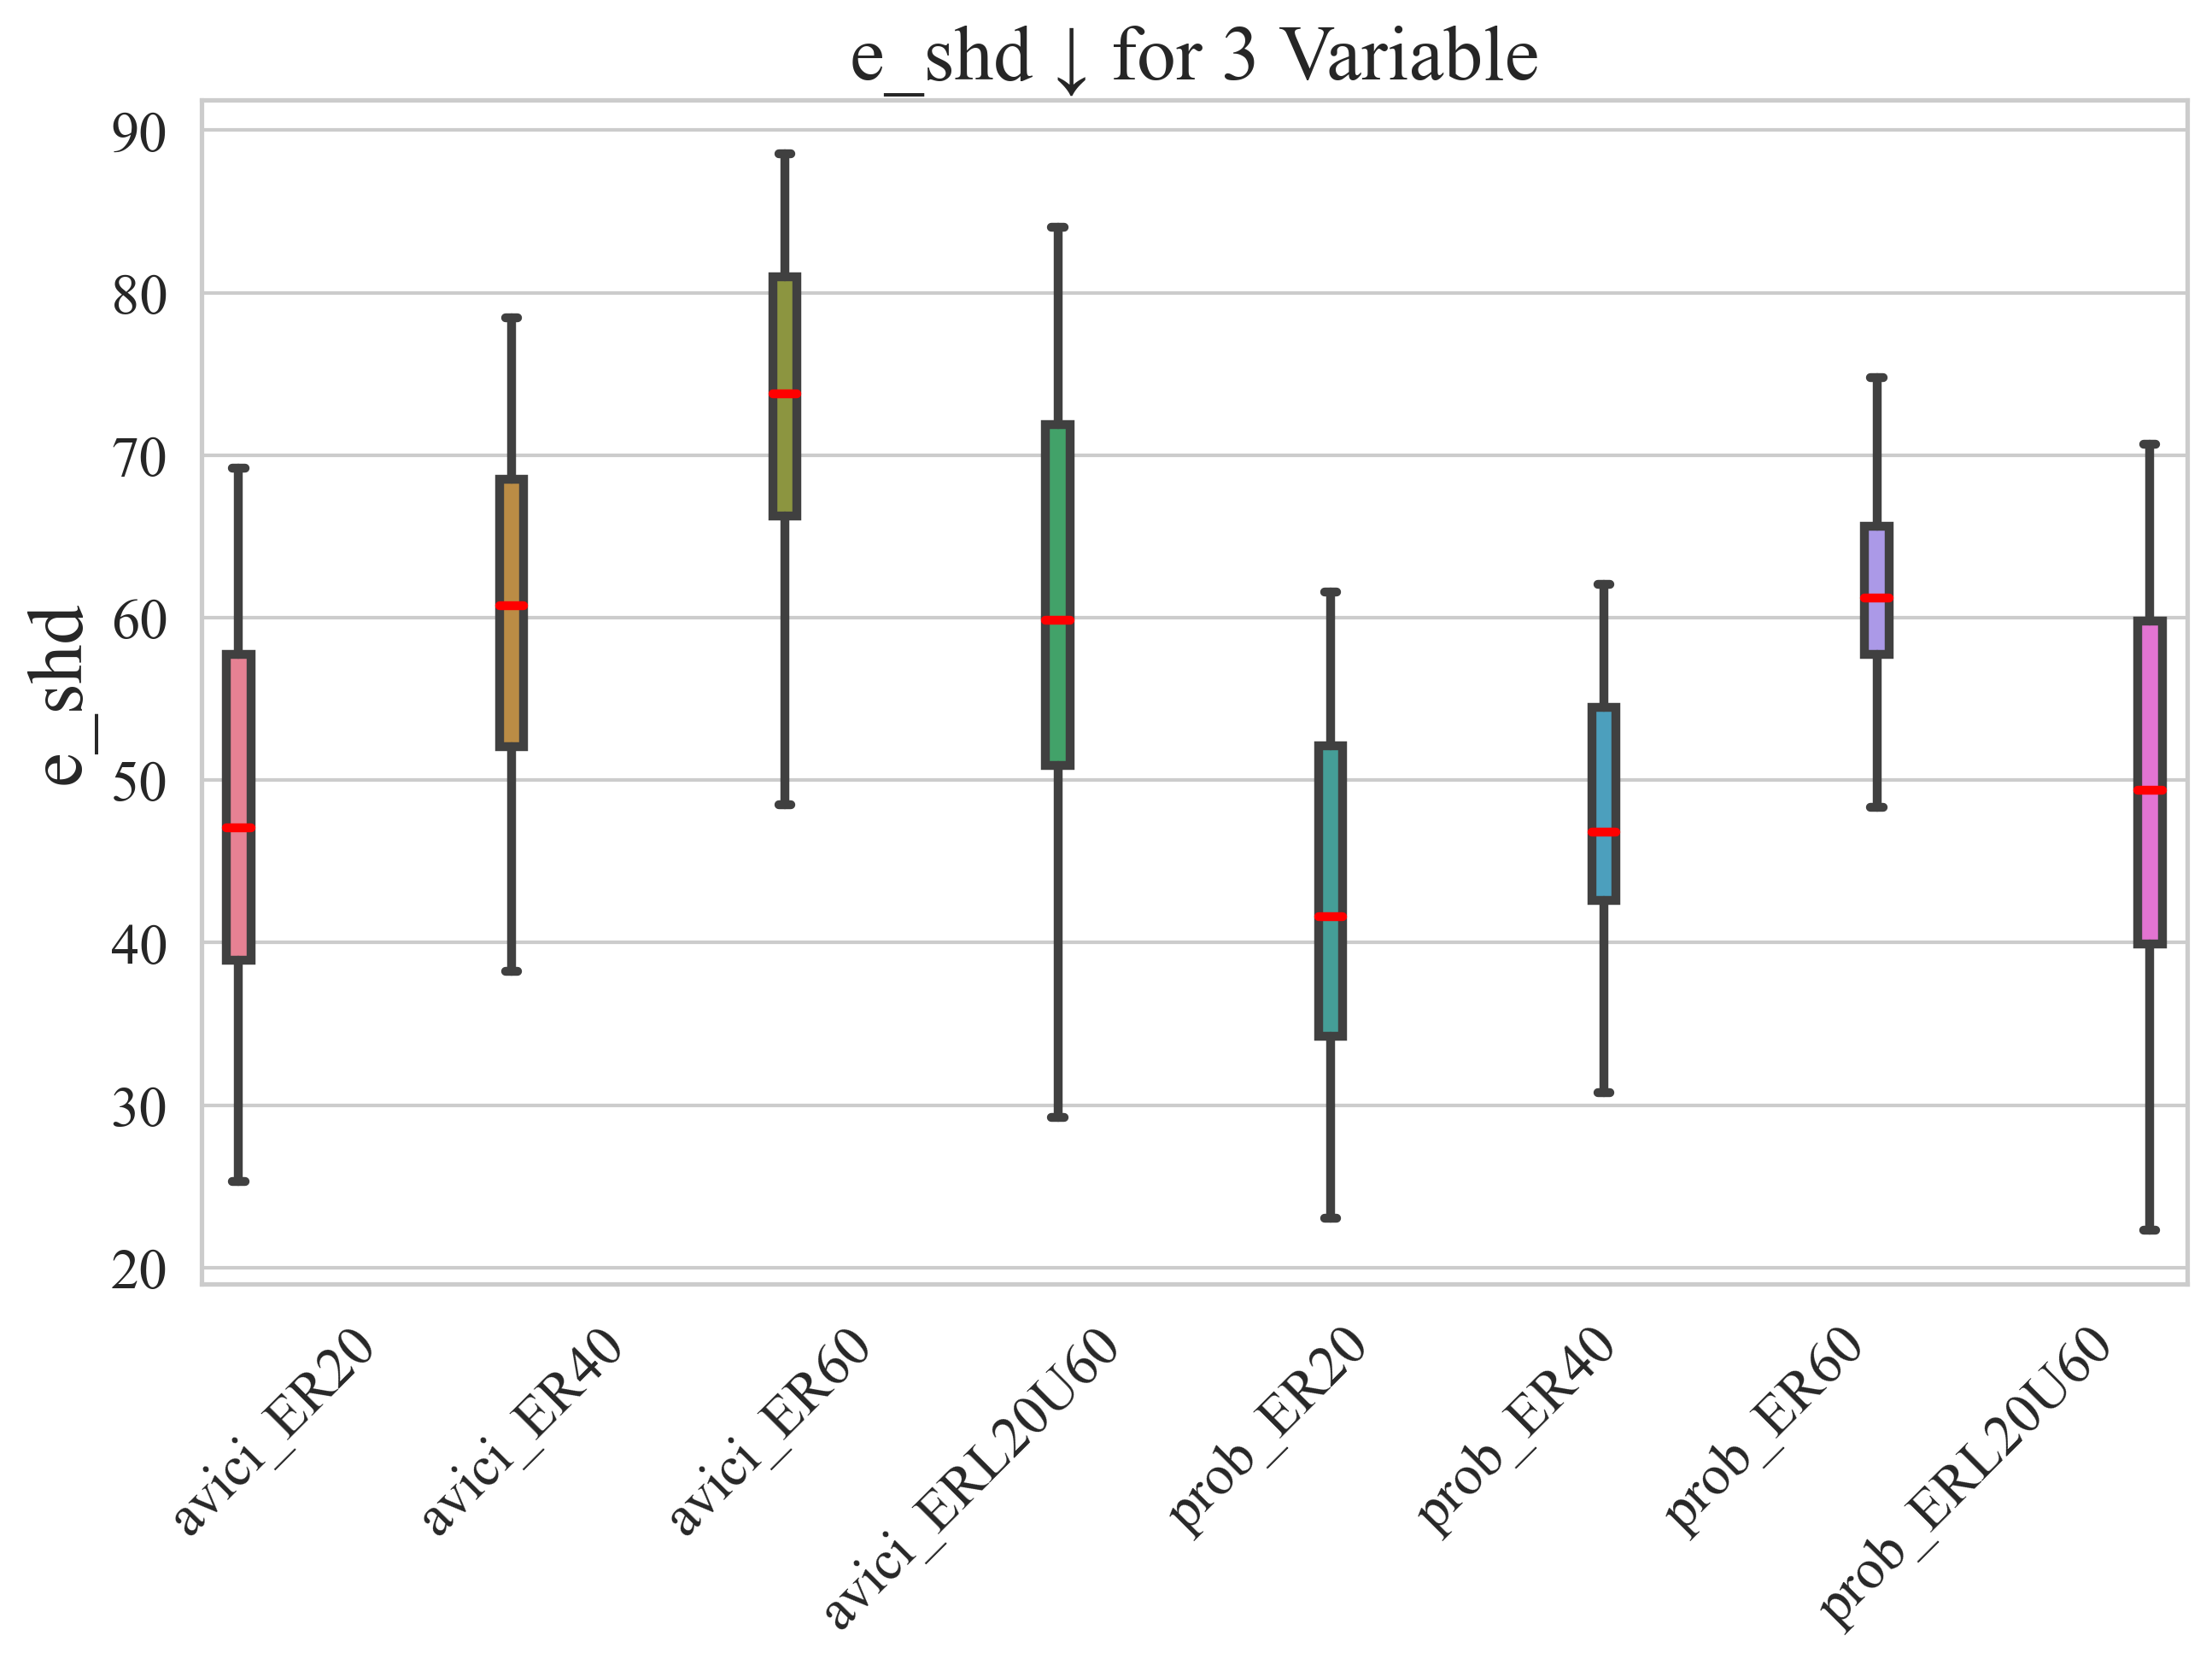 e_shd ↓ for 3 Variable
e_shd
90
80
70
60
50
40
30
20
avici_ER20
avici_ER40
avici_ER60
avici_ERL20U60
prob_ER20
prob_ER40
prob_ER60
prob_ERL20U60